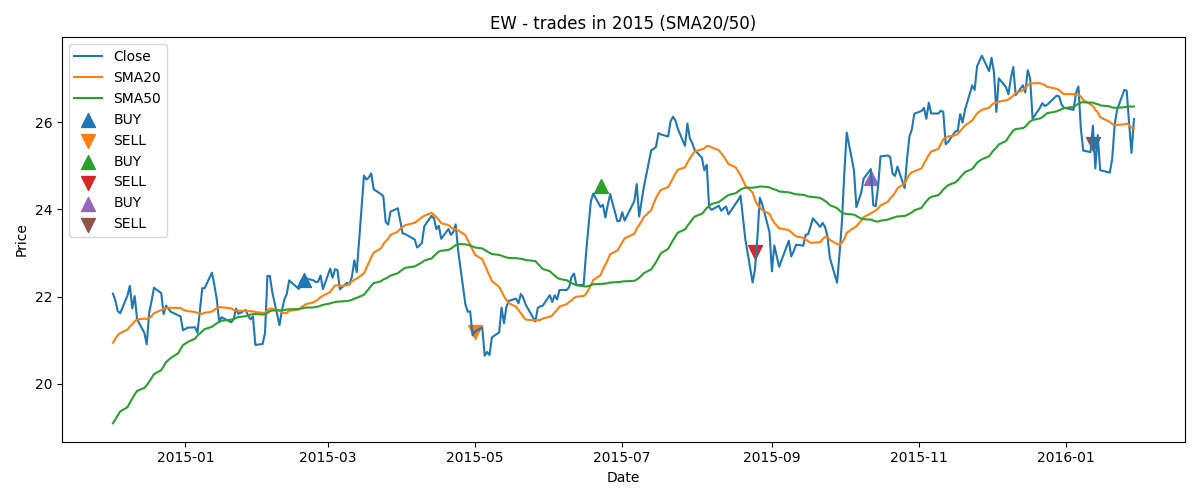 EW - trades in 2015 (SMA20/50)
Close
SMA20
SMA50
BUY
SELL
BUY
SELL
BUY
SELL
Price
26
24
22
20
2015-01 2015-03 2015-05 2015-07 2015-09 2015-11 2016-01
Date